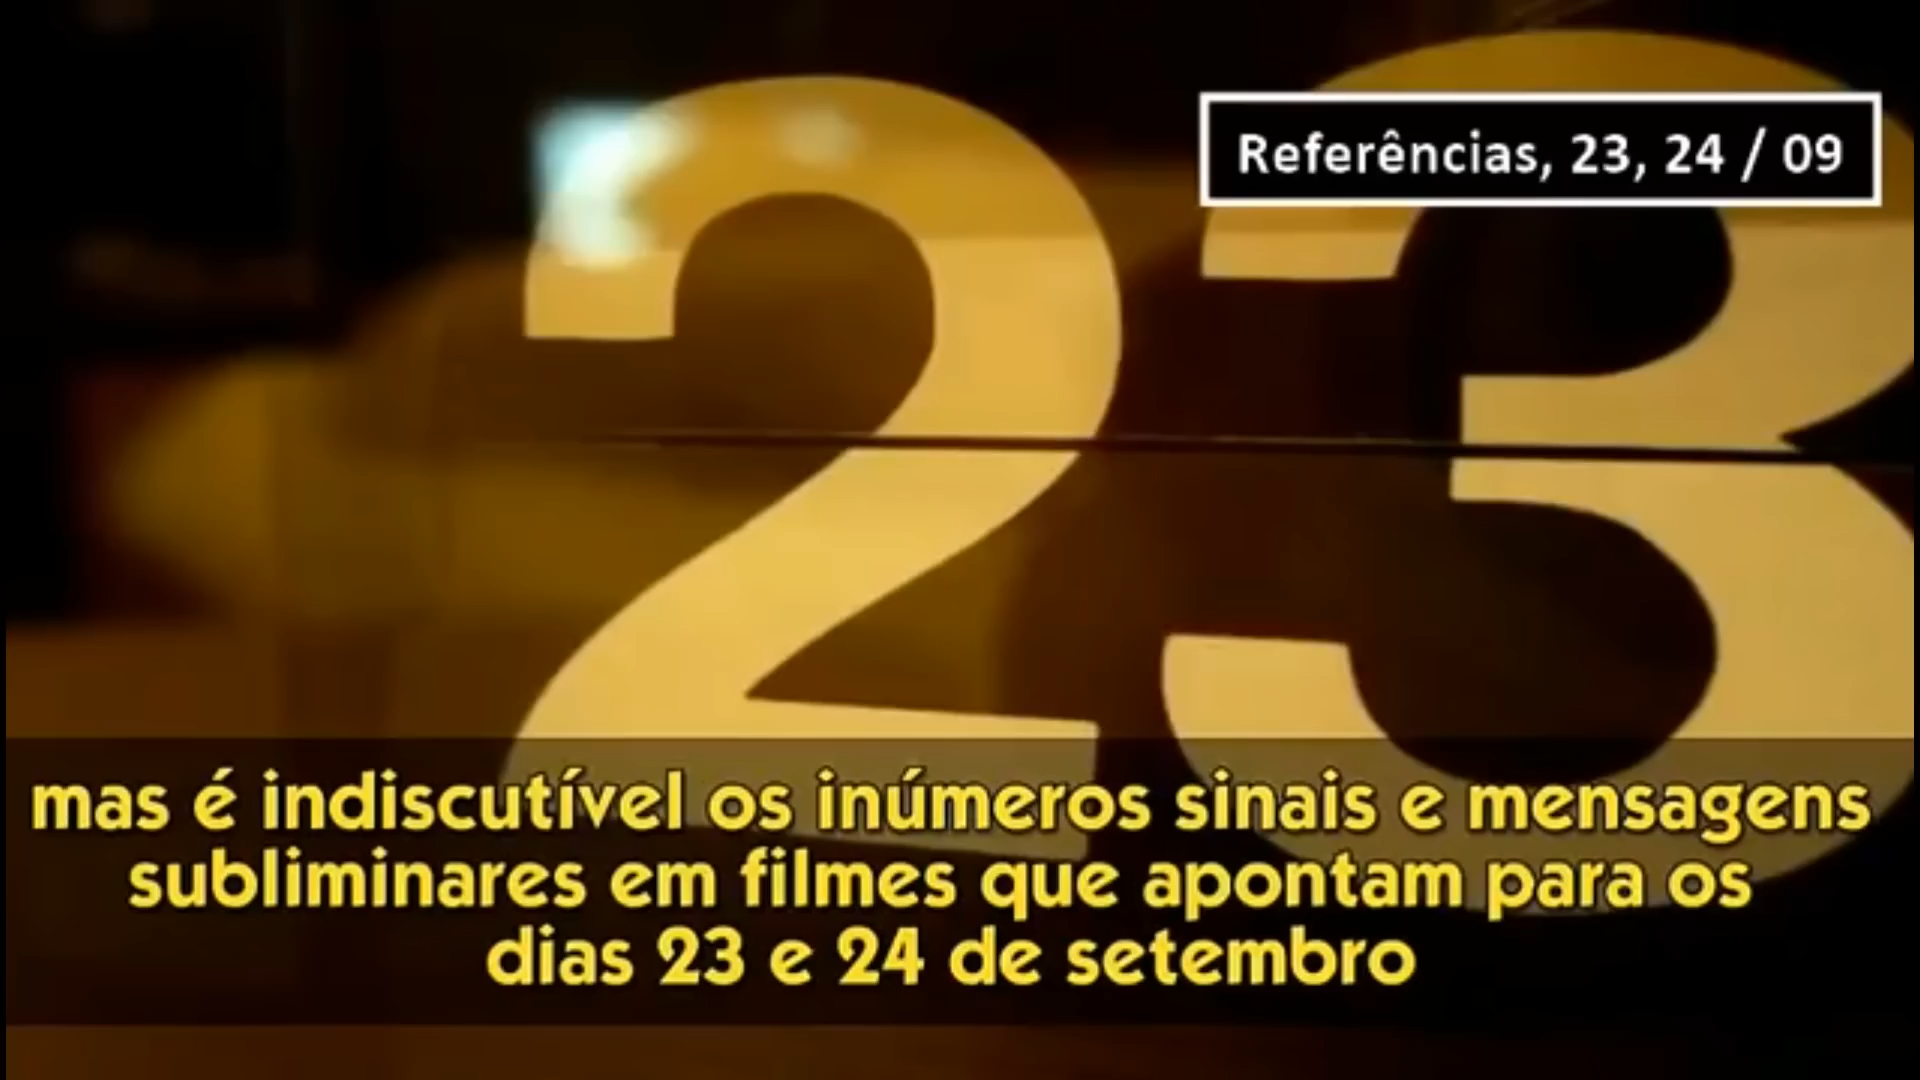 Referências, 23, 24 / 09
23
mas é indiscutível os inúmeros sinais e mensagens
subliminares em filmes que apontam para os
dias 23 e 24 de setembro